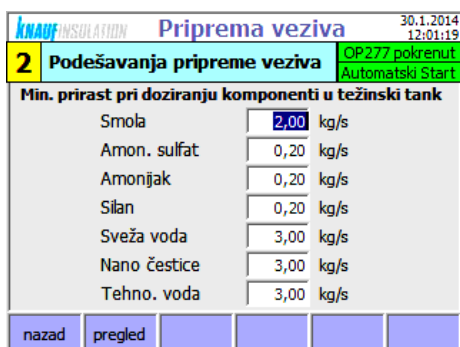 KNAUFINSULATION Priprema veziva 30.1.2014
12:01:19
2 Podešavanja pripreme veziva OP277 pokrenut
Automatski Start
Min. prirast pri doziranju komponenti u težinski tank
Smola 2,00 kg/s
Amon. sulfat 0,20 kg/s
Amonijak 0,20 kg/s
Silan 0,20 kg/s
Sveža voda 3,00 kg/s
Nano čestice 3,00 kg/s
Tehno. voda 3,00 kg/s
nazad pregled